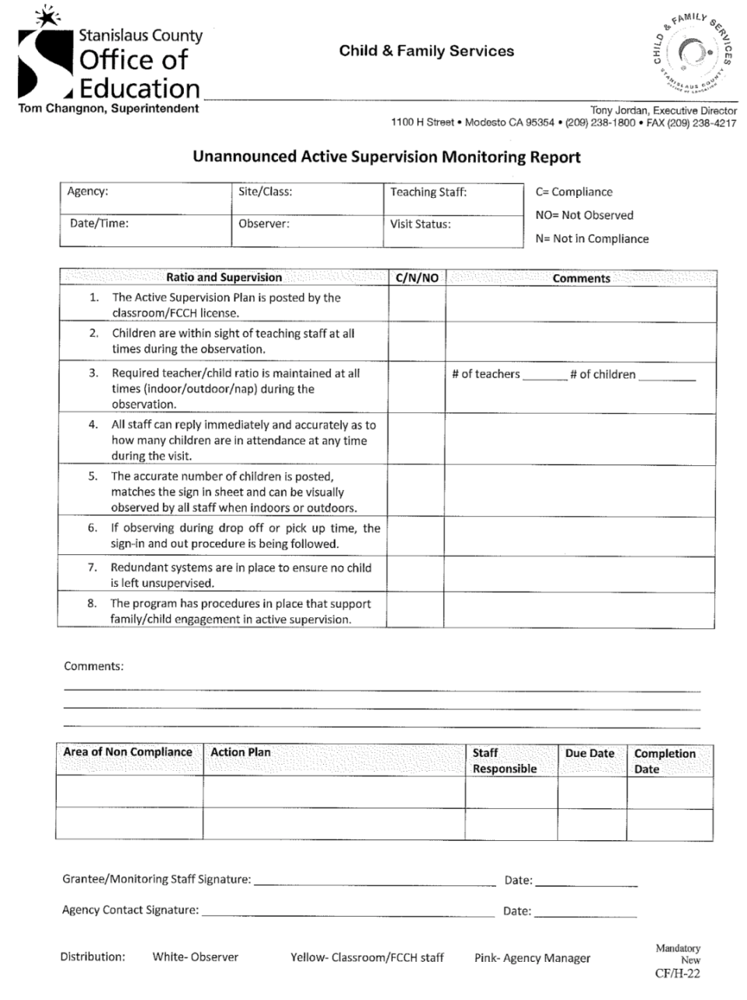 Stanislaus County
Office of
Education
Tom Changnon, Superintendent
Child & Family Services
CHILD & FAMILY SERVICES
STANISLAUS COUNTY
OFFICE OF EDUCATION
Tony Jordan, Executive Director
1100 H Street • Modesto CA 95354 • (209) 238-1800 • FAX (209) 238-4217
Unannounced Active Supervision Monitoring Report
Agency: Site/Class: Teaching Staff:
Date/Time: Observer: Visit Status:
C= Compliance
NO= Not Observed
N= Not in Compliance
Ratio and Supervision C/N/NO Comments
1. The Active Supervision Plan is posted by the
classroom/FCCH license.
2. Children are within sight of teaching staff at all
times during the observation.
3. Required teacher/child ratio is maintained at all
times (indoor/outdoor/nap) during the
observation.
# of teachers _______ # of children _________
4. All staff can reply immediately and accurately as to
how many children are in attendance at any time
during the visit.
5. The accurate number of children is posted,
matches the sign in sheet and can be visually
observed by all staff when indoors or outdoors.
6. If observing during drop off or pick up time, the
sign-in and out procedure is being followed.
7. Redundant systems are in place to ensure no child
is left unsupervised.
8. The program has procedures in place that support
family/child engagement in active supervision.
Comments:
Area of Non Compliance Action Plan Staff Due Date Completion
Responsible Date
Grantee/Monitoring Staff Signature: Date:
Agency Contact Signature: Date:
Distribution: White- Observer Yellow- Classroom/FCCH staff Pink- Agency Manager
Mandatory
New
CF/H-22